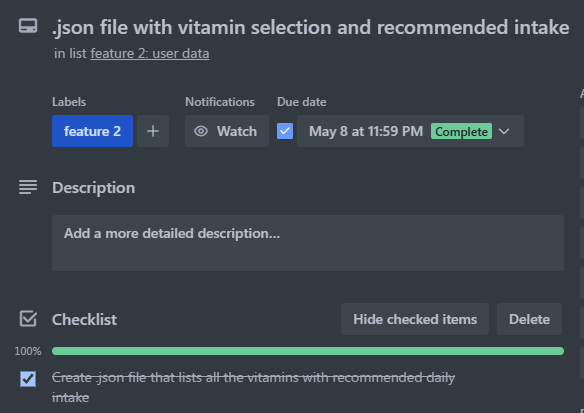 .json file with vitamin selection and recommended intake
in list feature 2: user data
Labels
Notifications
Due date
feature 2
+
Watch
May 8 at 11:59 PM Complete
Description
Add a more detailed description...
Checklist
Hide checked items
Delete
100%
Create .json file that lists all the vitamins with recommended daily
intake